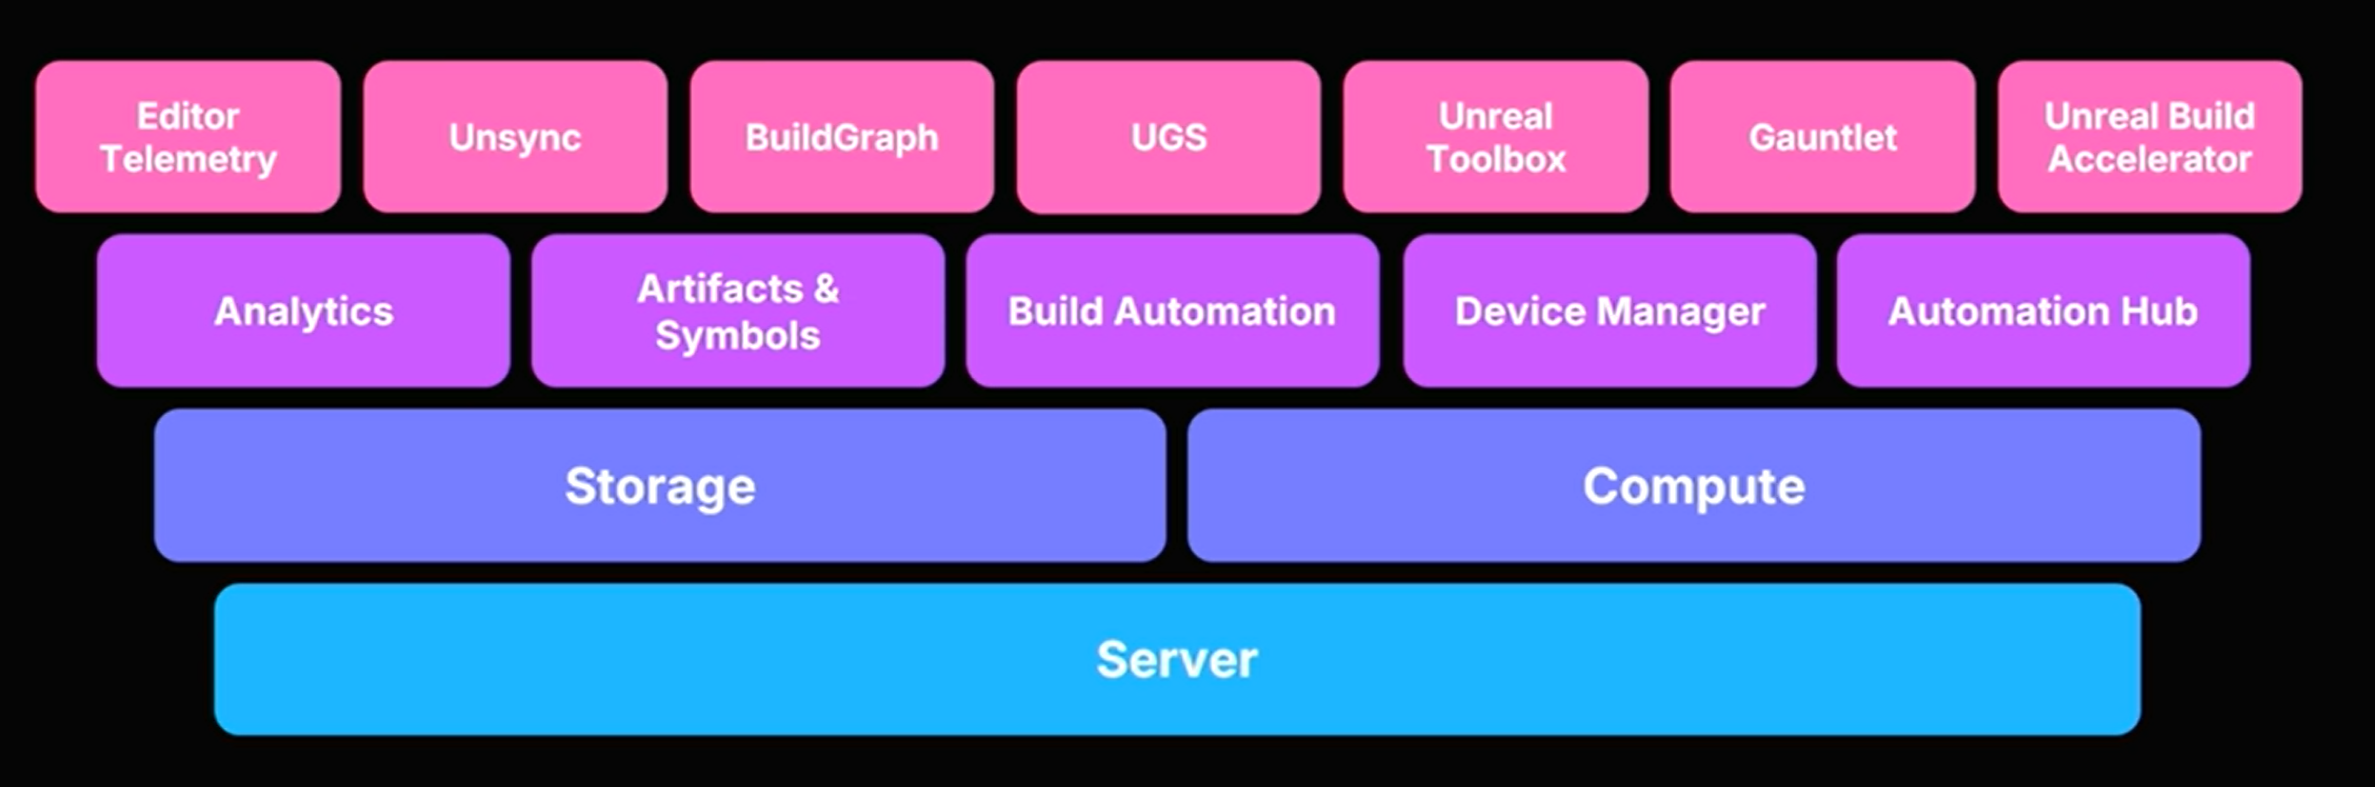 Editor
Telemetry
Unsync
BuildGraph
UGS
Unreal
Toolbox
Gauntlet
Unreal Build
Accelerator
Analytics
Artifacts &
Symbols
Build Automation
Device Manager
Automation Hub
Storage
Compute
Server